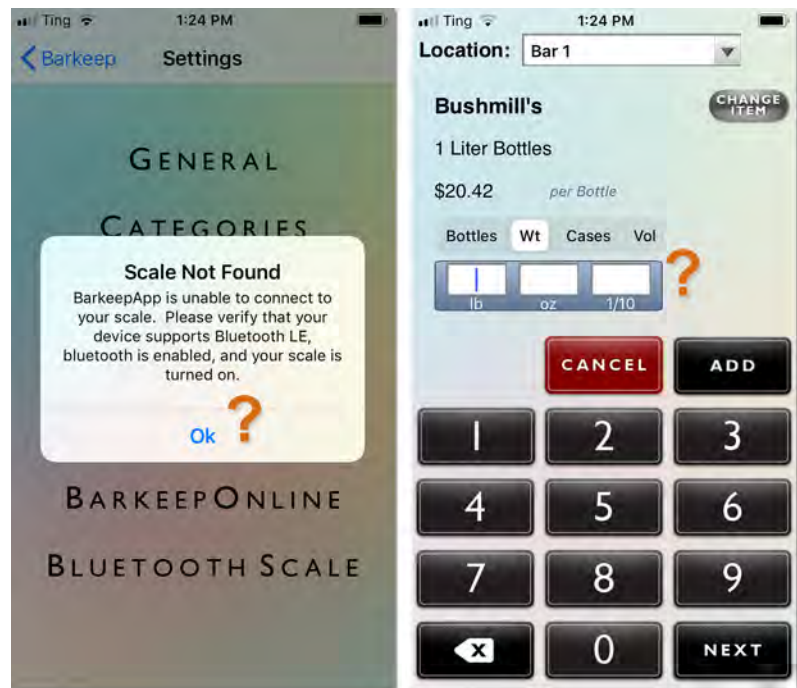 Ting 1:24 PM
Barkeep Settings
GENERAL
CATEGORIES
Scale Not Found
BarkeepApp is unable to connect to
your scale. Please verify that your
device supports Bluetooth LE,
bluetooth is enabled, and your scale is
turned on.
Ok ?
BARKEEPONLINE
BLUETOOTH SCALE
Ting 1:24 PM
Location: Bar 1
Bushmill's CHANGE
ITEM
1 Liter Bottles
$20.42 per Bottle
Bottles Wt Cases Vol
?
lb oz 1/10
CANCEL ADD
1 2 3
4 5 6
7 8 9
X 0 NEXT